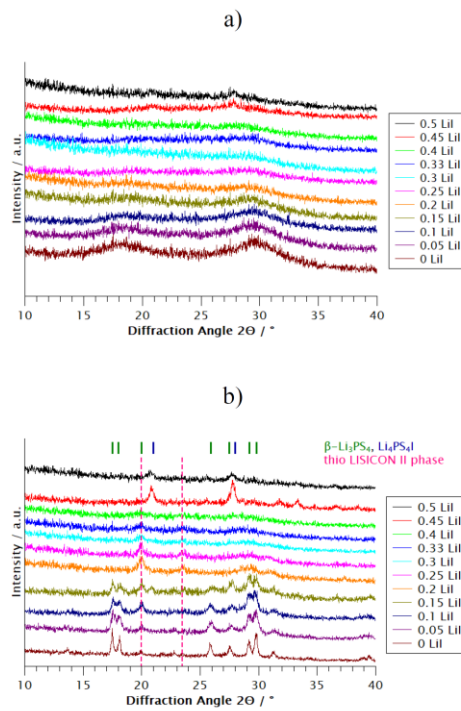 a)
Intensity / a.u.
10 15 20 25 30 35 40
Diffraction Angle 2Θ / °
0.5 LiI
0.45 LiI
0.4 LiI
0.33 LiI
0.3 LiI
0.25 LiI
0.2 LiI
0.15 LiI
0.1 LiI
0.05 LiI
0 LiI
b)
β-Li₃PS₄, Li₄PS₄I
thio LISICON II phase
Intensity / a.u.
10 15 20 25 30 35 40
Diffraction Angle 2Θ / °
0.5 LiI
0.45 LiI
0.4 LiI
0.33 LiI
0.3 LiI
0.25 LiI
0.2 LiI
0.15 LiI
0.1 LiI
0.05 LiI
0 LiI